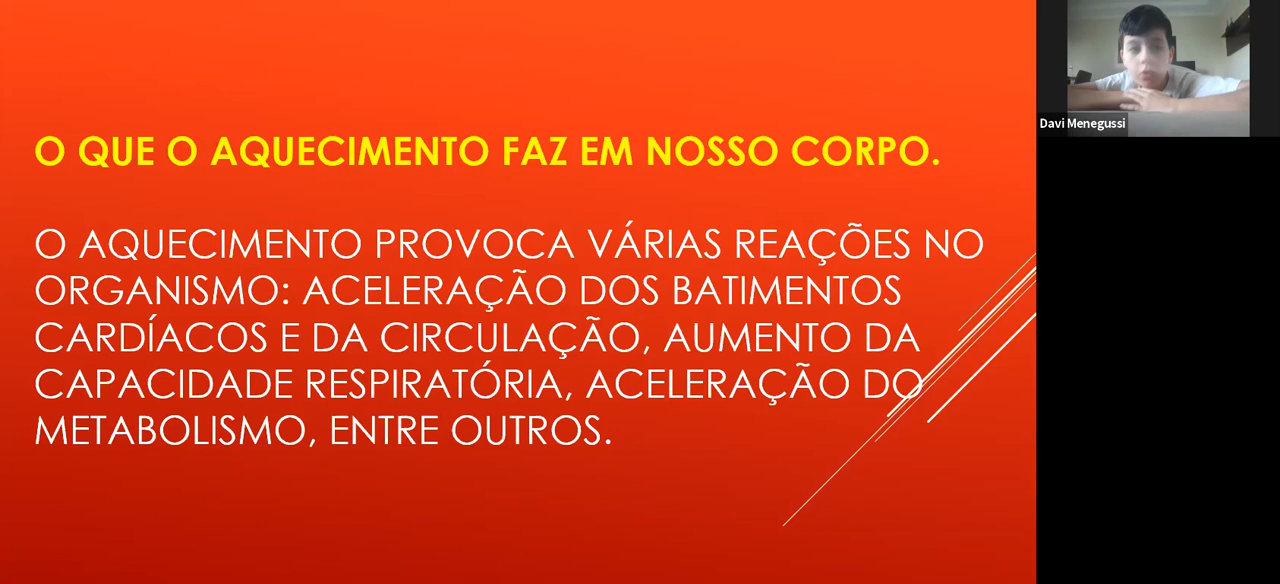 O QUE O AQUECIMENTO FAZ EM NOSSO CORPO.
O AQUECIMENTO PROVOCA VÁRIAS REAÇÕES NO
ORGANISMO: ACELERAÇÃO DOS BATIMENTOS
CARDÍACOS E DA CIRCULAÇÃO, AUMENTO DA
CAPACIDADE RESPIRATÓRIA, ACELERAÇÃO DO
METABOLISMO, ENTRE OUTROS.
Davi Menegussi